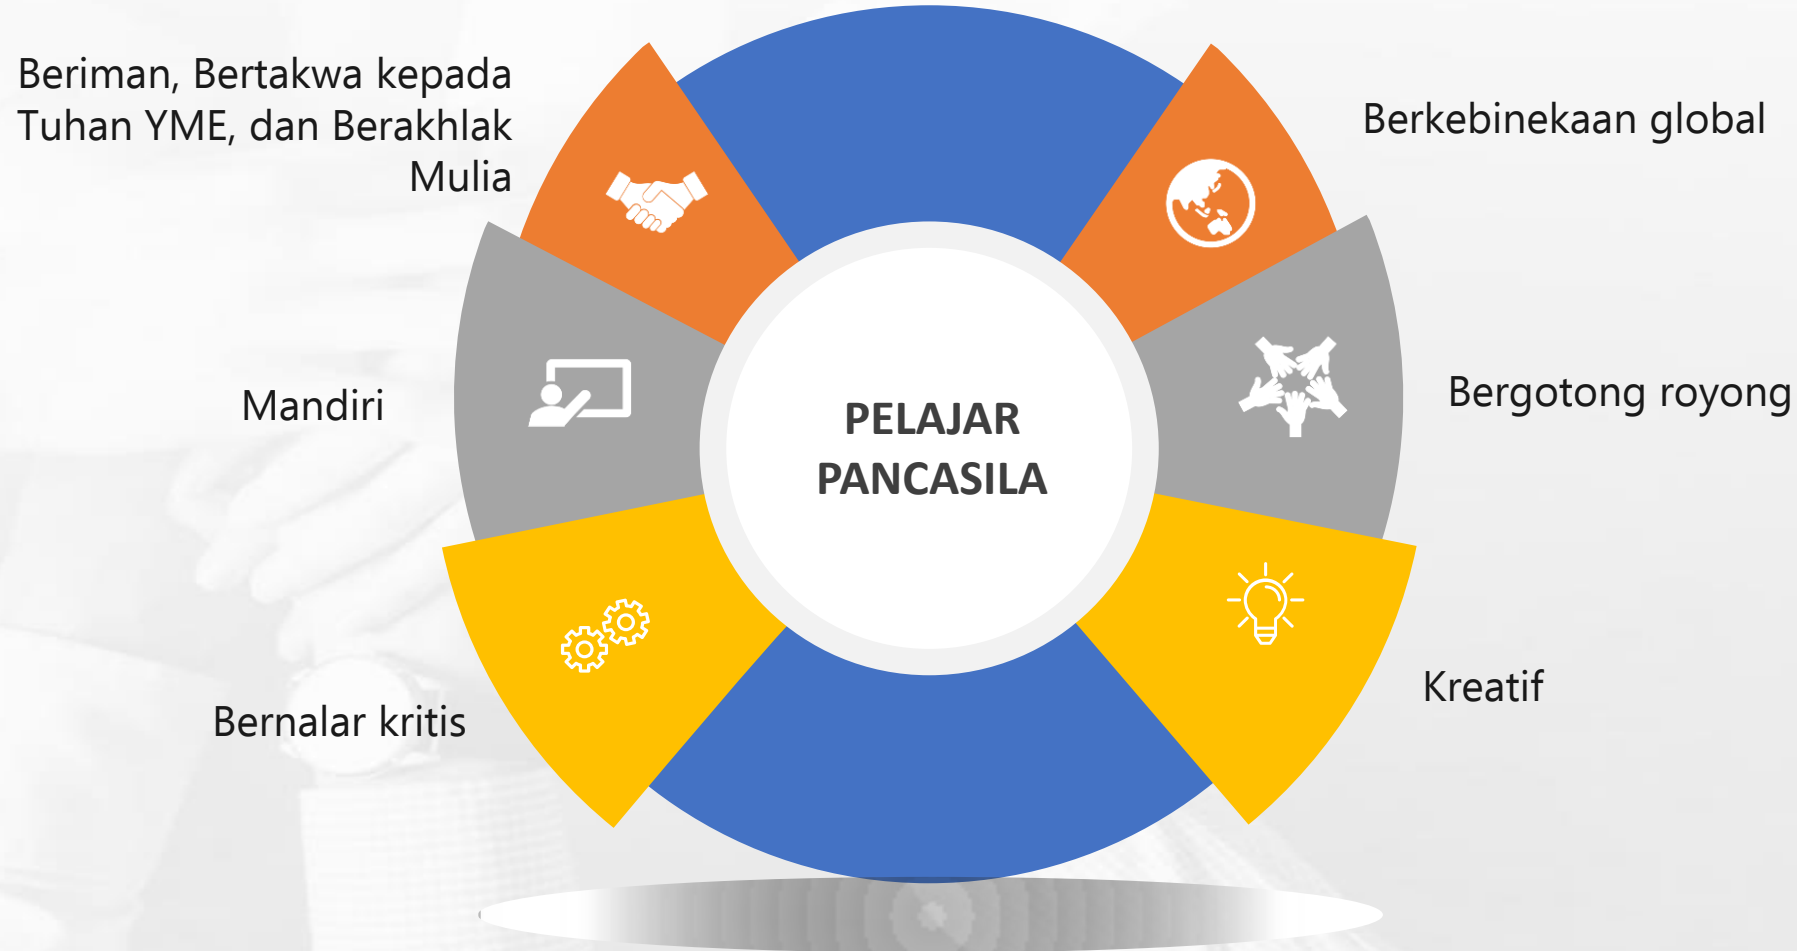 Beriman, Bertakwa kepada
Tuhan YME, dan Berakhlak
Mulia
Berkebinekaan global
Mandiri
PELAJAR
PANCASILA
Bergotong royong
Bernalar kritis
Kreatif